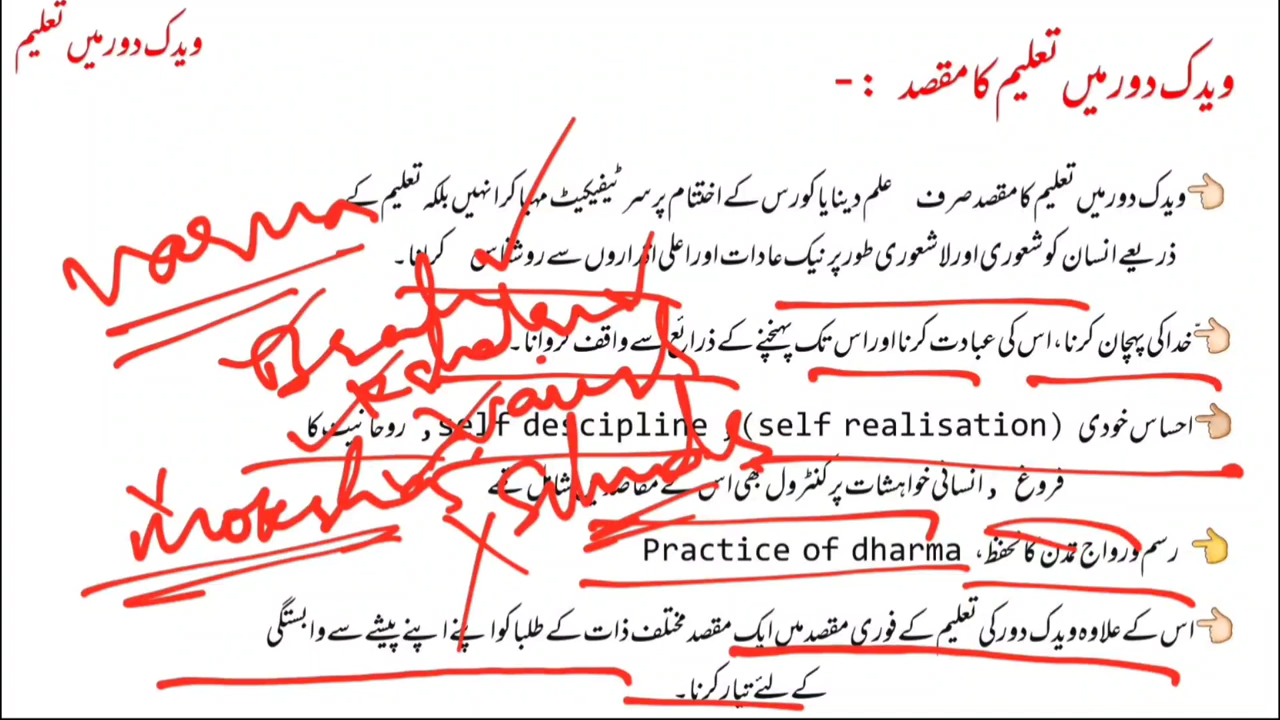 ویدک دور میں تعلیم
ویدک دور میں تعلیم کا مقصد :-
ویدک دور میں تعلیم کا مقصد صرف علم دینا یا کورس کے اختتام پر سرٹیفیکیٹ مہیا کرانہیں بلکہ تعلیم کے
ذریعے انسان کو شعوری اور لا شعوری طور پر نیک عادات اور اعلی اقداروں سے روشناس کرانا۔
خدا کی پہچان کرنا، اس کی عبادت کرنا اور اس تک پہنچنے کے ذرائع سے واقف کروانا۔
احساس خودی (self realisation) , self descipline , روحانیت کا
فروغ , انسانی خواہشات پر کنٹرول بھی اس کے مقاصد میں شامل تھے
رسم ورواج تمدن کا تحفظ، Practice of dharma
اس کے علاوہ ویدک دور کی تعلیم کے فوری مقصد میں ایک مقصد مختلف ذات کے طلبا کو اپنے اپنے پیشے سے وابستگی
کے لئے تیار کرنا۔
varna
moksha